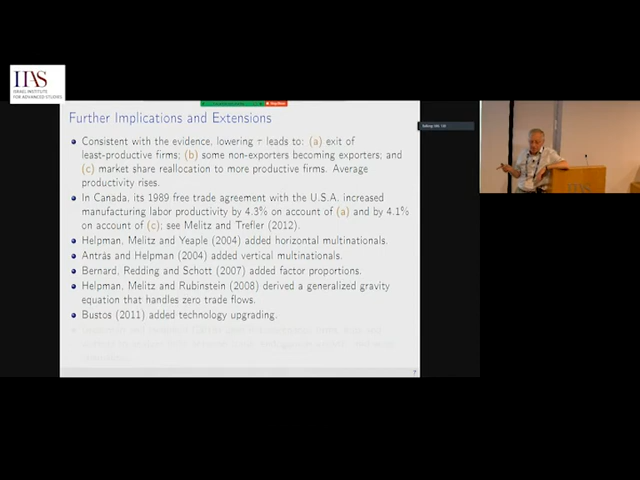 IIAS
ISRAEL INSTITUTE
FOR ADVANCED STUDIES
Further Implications and Extensions
Consistent with the evidence, lowering τ leads to: (a) exit of
least-productive firms; (b) some non-exporters becoming exporters; and
(c) market share reallocation to more productive firms. Average
productivity rises.
In Canada, its 1989 free trade agreement with the U.S.A. increased
manufacturing labor productivity by 4.3% on account of (a) and by 4.1%
on account of (c); see Melitz and Trefler (2012).
Helpman, Melitz and Yeaple (2004) added horizontal multinationals.
Antràs and Helpman (2004) added vertical multinationals.
Bernard, Redding and Schott (2007) added factor proportions.
Helpman, Melitz and Rubinstein (2008) derived a generalized gravity
equation that handles zero trade flows.
Bustos (2011) added technology upgrading.